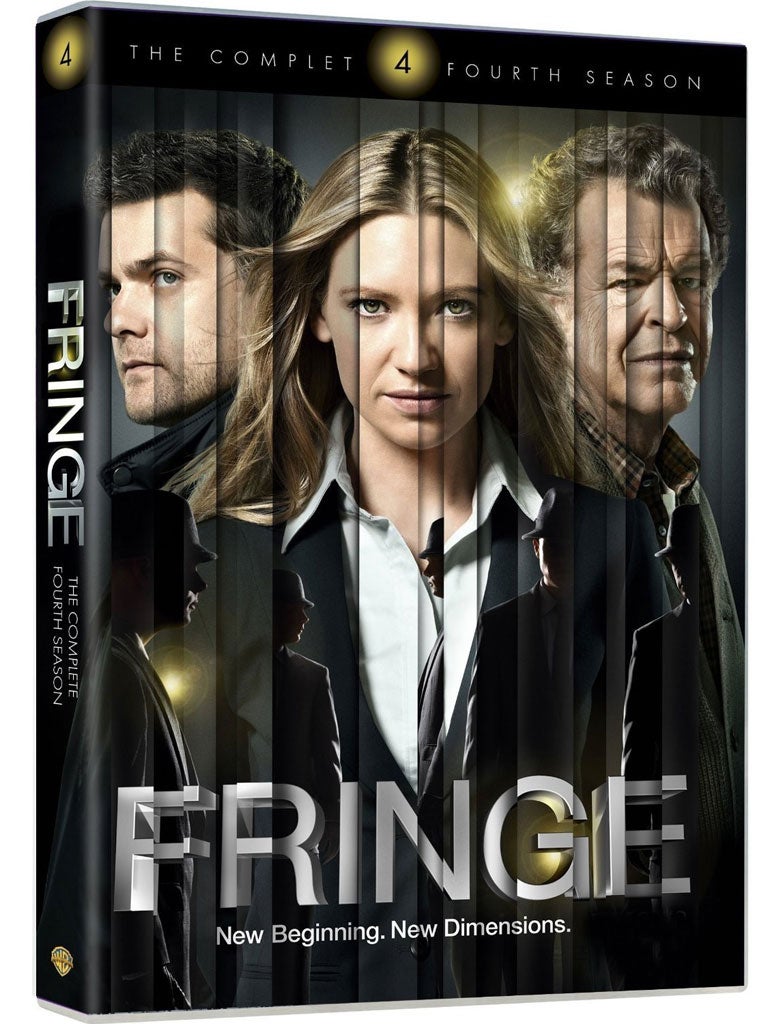 4
THE COMPLET 4 FOURTH SEASON
FRINGE
THE COMPLETE
FOURTH SEASON
FRINGE
New Beginning. New Dimensions.